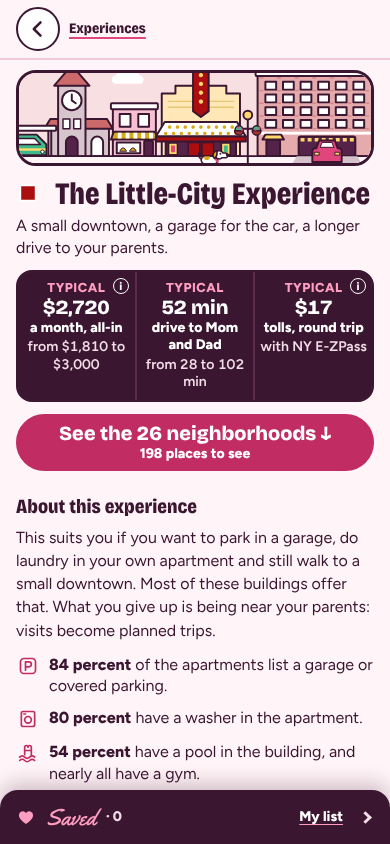 Experiences
The Little-City Experience
A small downtown, a garage for the car, a longer
drive to your parents.
TYPICAL
$2,720
a month, all-in
from $1,810 to
$3,000
TYPICAL
52 min
drive to Mom
and Dad
from 28 to 102
min
TYPICAL
$17
tolls, round trip
with NY E-ZPass
See the 26 neighborhoods ↓
198 places to see
About this experience
This suits you if you want to park in a garage, do
laundry in your own apartment and still walk to a
small downtown. Most of these buildings offer
that. What you give up is being near your parents:
visits become planned trips.
84 percent of the apartments list a garage or
covered parking.
80 percent have a washer in the apartment.
54 percent have a pool in the building, and
nearly all have a gym.
Saved · 0
My list